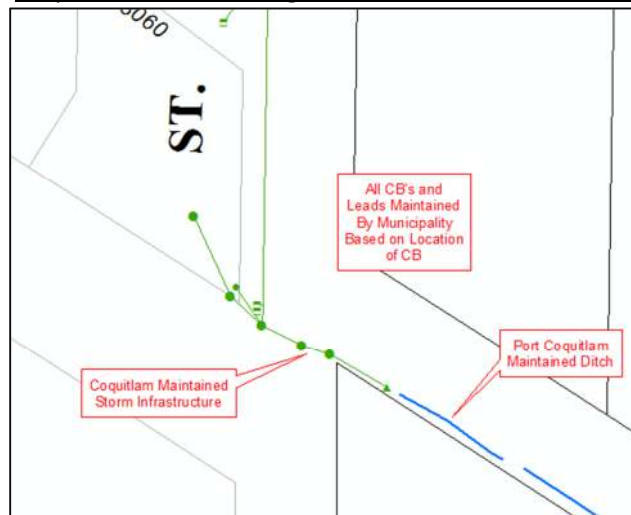 ST.
All CB's and
Leads Maintained
By Municipality
Based on Location
of CB
Port Coquitlam
Maintained Ditch
Coquitlam Maintained
Storm Infrastructure